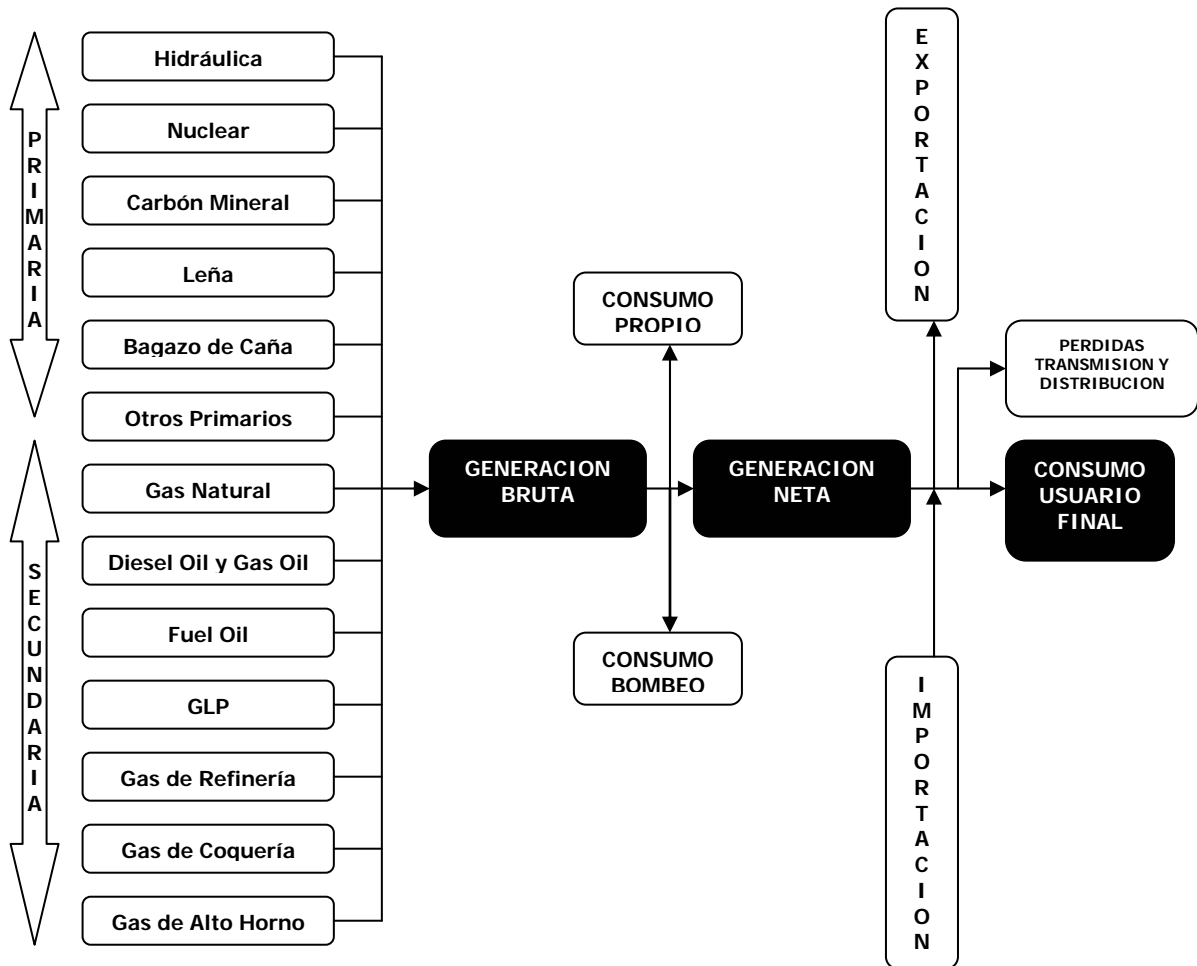 PRIMARIA
Hidráulica
Nuclear
Carbón Mineral
Leña
Bagazo de Caña
Otros Primarios
SECUNDARIA
Gas Natural
Diesel Oil y Gas Oil
Fuel Oil
GLP
Gas de Refinería
Gas de Coquería
Gas de Alto Horno
GENERACION
BRUTA
CONSUMO
PROPIO
CONSUMO
BOMBEO
GENERACION
NETA
EXPORTACION
IMPORTACION
PERDIDAS
TRANSMISION Y
DISTRIBUCION
CONSUMO
USUARIO
FINAL